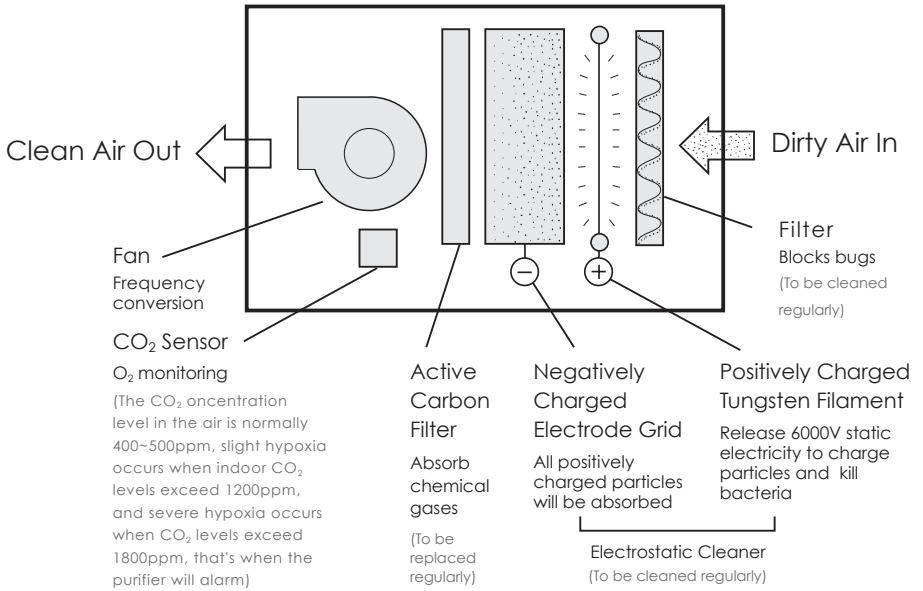 Clean Air Out
Dirty Air In
Fan
Frequency
conversion
CO₂ Sensor
O₂ monitoring
(The CO₂ oncentration
level in the air is normally
400~500ppm, slight hypoxia
occurs when indoor CO₂
levels exceed 1200ppm,
and severe hypoxia occurs
when CO₂ levels exceed
1800ppm, that's when the
purifier will alarm)
Active
Carbon
Filter
Absorb
chemical
gases
(To be
replaced
regularly)
−
Negatively
Charged
Electrode Grid
All positively
charged particles
will be absorbed
+
Positively Charged
Tungsten Filament
Release 6000V static
electricity to charge
particles and kill
bacteria
Electrostatic Cleaner
(To be cleaned regularly)
Filter
Blocks bugs
(To be cleaned
regularly)